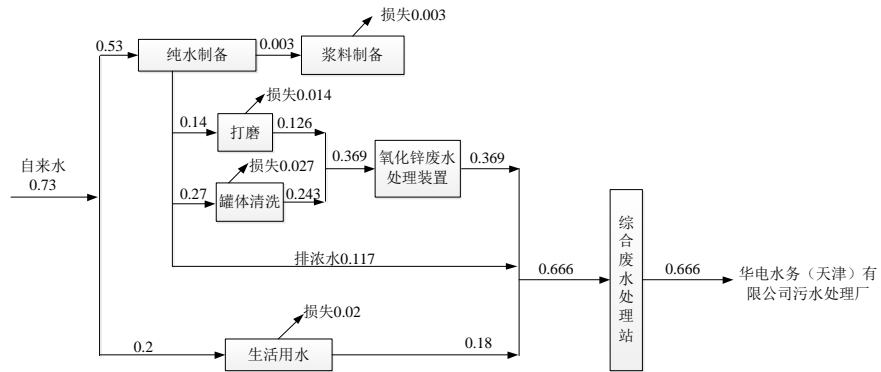 损失0.003
0.53
纯水制备
0.003
浆料制备
损失0.014
0.14
打磨
0.126
自来水
0.73
损失0.027
0.369
氧化锌废水
处理装置
0.369
0.27
罐体清洗
0.243
排浓水0.117
0.666
综合废水处理站
0.666
华电水务（天津）有
限公司污水处理厂
损失0.02
0.2
生活用水
0.18